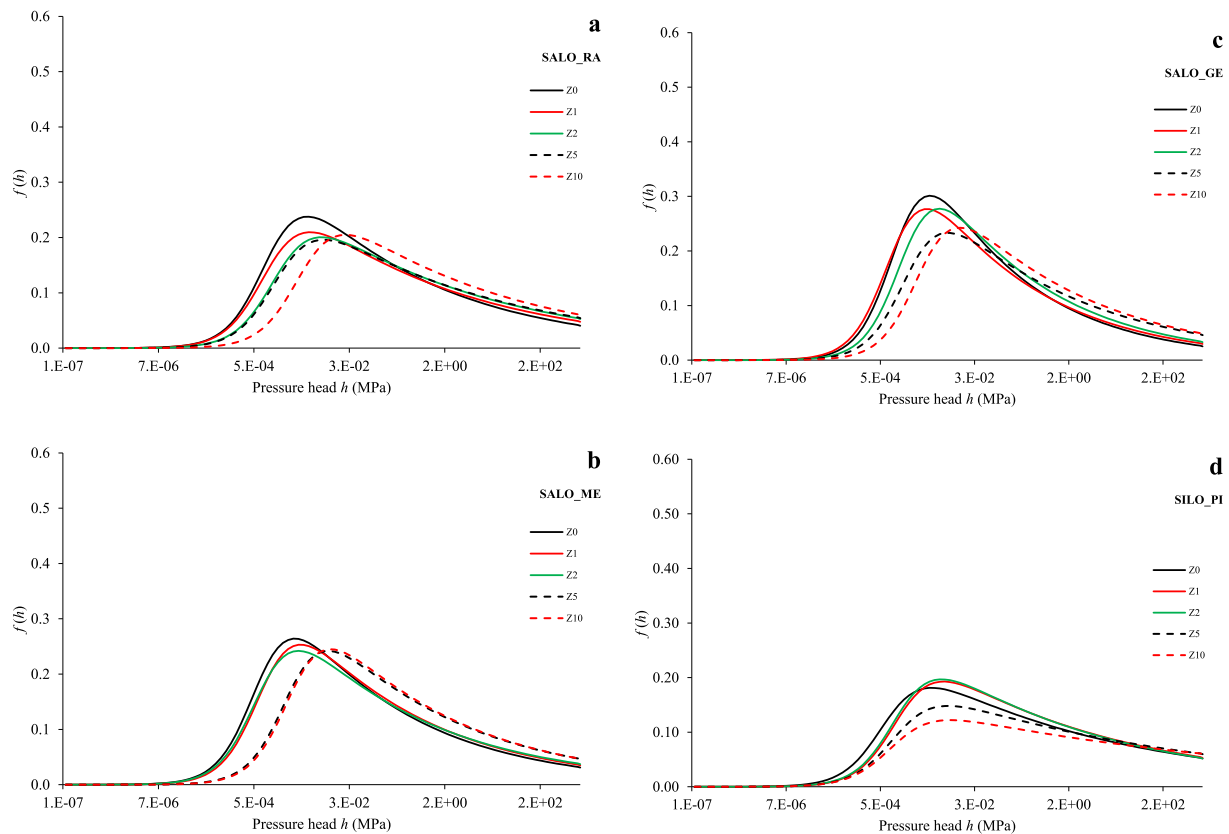 a
SALO_RA
0.6
0.5
0.4
0.3
0.2
0.1
0.0
f (h)
Z0
Z1
Z2
Z5
Z10
1.E-07
7.E-06
5.E-04
3.E-02
2.E+00
2.E+02
Pressure head h (MPa)
c
SALO_GE
0.6
0.5
0.4
0.3
0.2
0.1
0.0
f (h)
Z0
Z1
Z2
Z5
Z10
1.E-07
7.E-06
5.E-04
3.E-02
2.E+00
2.E+02
Pressure head h (MPa)
b
SALO_ME
0.6
0.5
0.4
0.3
0.2
0.1
0.0
f (h)
Z0
Z1
Z2
Z5
Z10
1.E-07
7.E-06
5.E-04
3.E-02
2.E+00
2.E+02
Pressure head h (MPa)
d
SILO_PI
0.60
0.50
0.40
0.30
0.20
0.10
0.00
f (h)
Z0
Z1
Z2
Z5
Z10
1.E-07
7.E-06
5.E-04
3.E-02
2.E+00
2.E+02
Pressure head h (MPa)